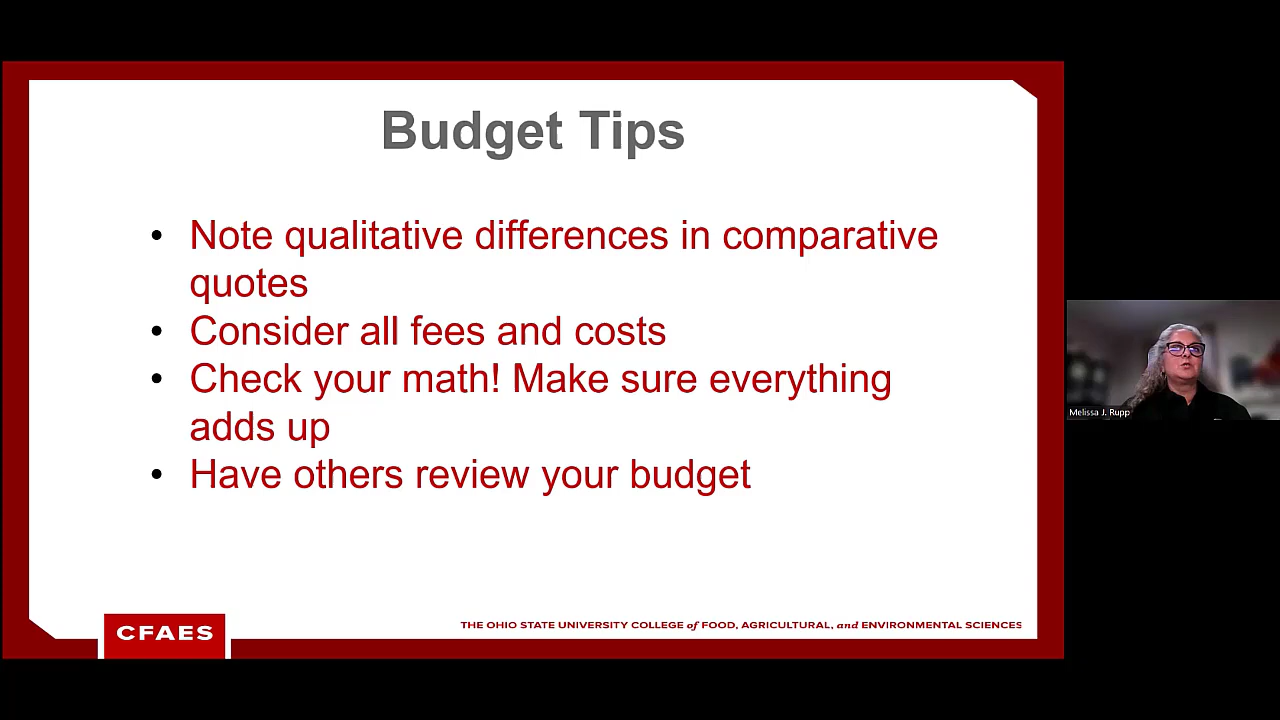 Budget Tips
• Note qualitative differences in comparative
quotes
• Consider all fees and costs
• Check your math! Make sure everything
adds up
• Have others review your budget
Melissa J. Rupp
CFAES
THE OHIO STATE UNIVERSITY COLLEGE of FOOD, AGRICULTURAL, and ENVIRONMENTAL SCIENCES